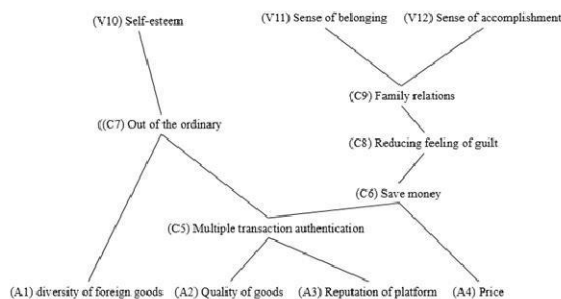 (V10) Self-esteem
(V11) Sense of belonging
(V12) Sense of accomplishment
(C9) Family relations
((C7) Out of the ordinary
(C8) Reducing feeling of guilt
(C6) Save money
(C5) Multiple transaction authentication
(A1) diversity of foreign goods
(A2) Quality of goods
(A3) Reputation of platform
(A4) Price